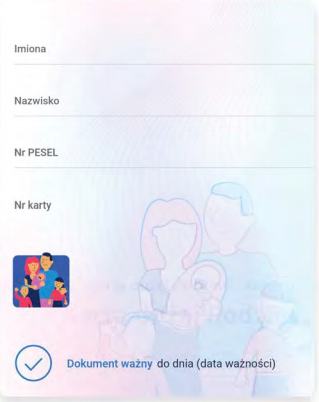 Imiona
Nazwisko
Nr PESEL
Nr karty
Dokument ważny do dnia (data ważności)